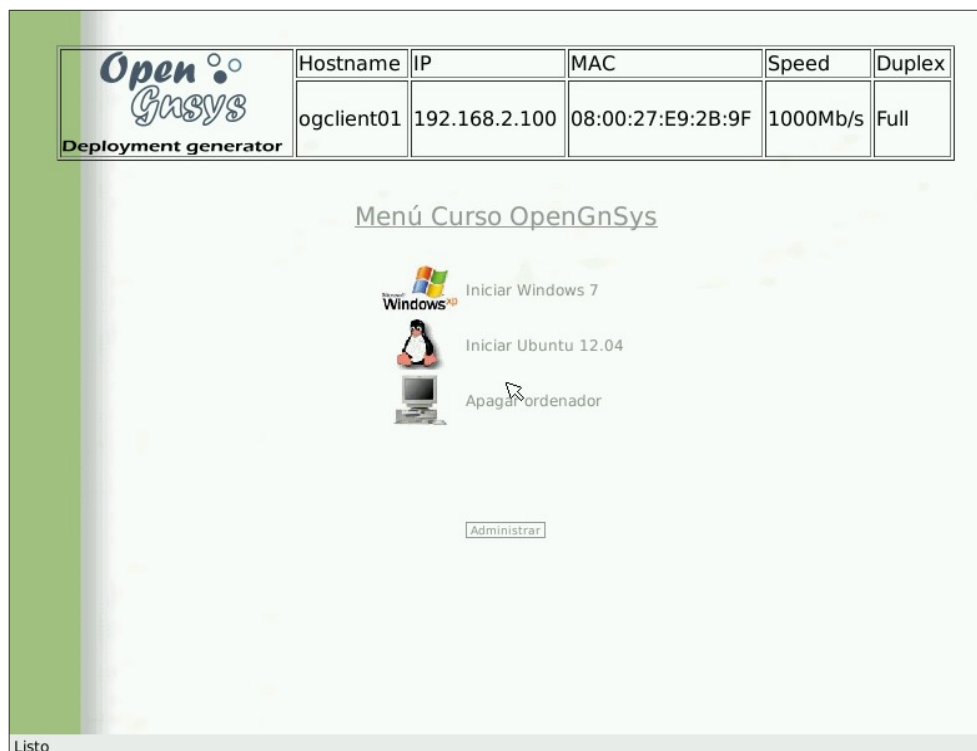 Open
Gnsys
Deployment generator
Hostname IP MAC Speed Duplex
ogclient01 192.168.2.100 08:00:27:E9:2B:9F 1000Mb/s Full
Menú Curso OpenGnSys
Microsoft
Windows xp
Iniciar Windows 7
Iniciar Ubuntu 12.04
Apagar ordenador
Administrar
Listo